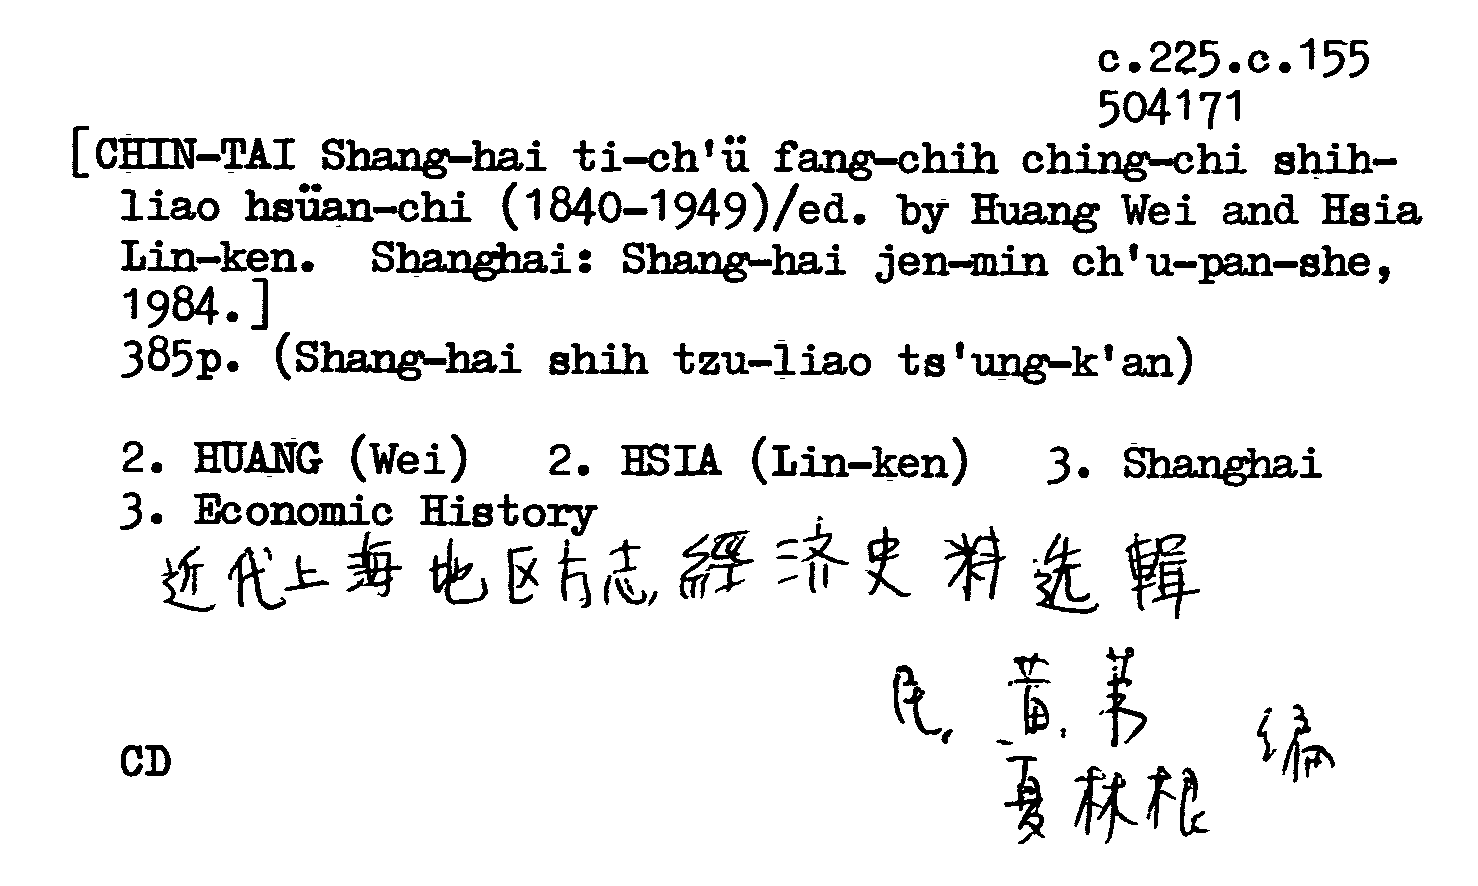 c.225.c.155
504171
[CHIN-TAI Shang-hai ti-ch'ü fang-chih ching-chi shih-
liao hsüan-chi (1840-1949)/ed. by Huang Wei and Hsia
Lin-ken. Shanghai: Shang-hai jen-min ch'u-pan-she,
1984.]
385p. (Shang-hai shih tzu-liao ts'ung-k'an)
2. HUANG (Wei) 2. HSIA (Lin-ken) 3. Shanghai
3. Economic History
近代上海地区方志經济史料选輯
民, 黄苇
编
夏林根
CD